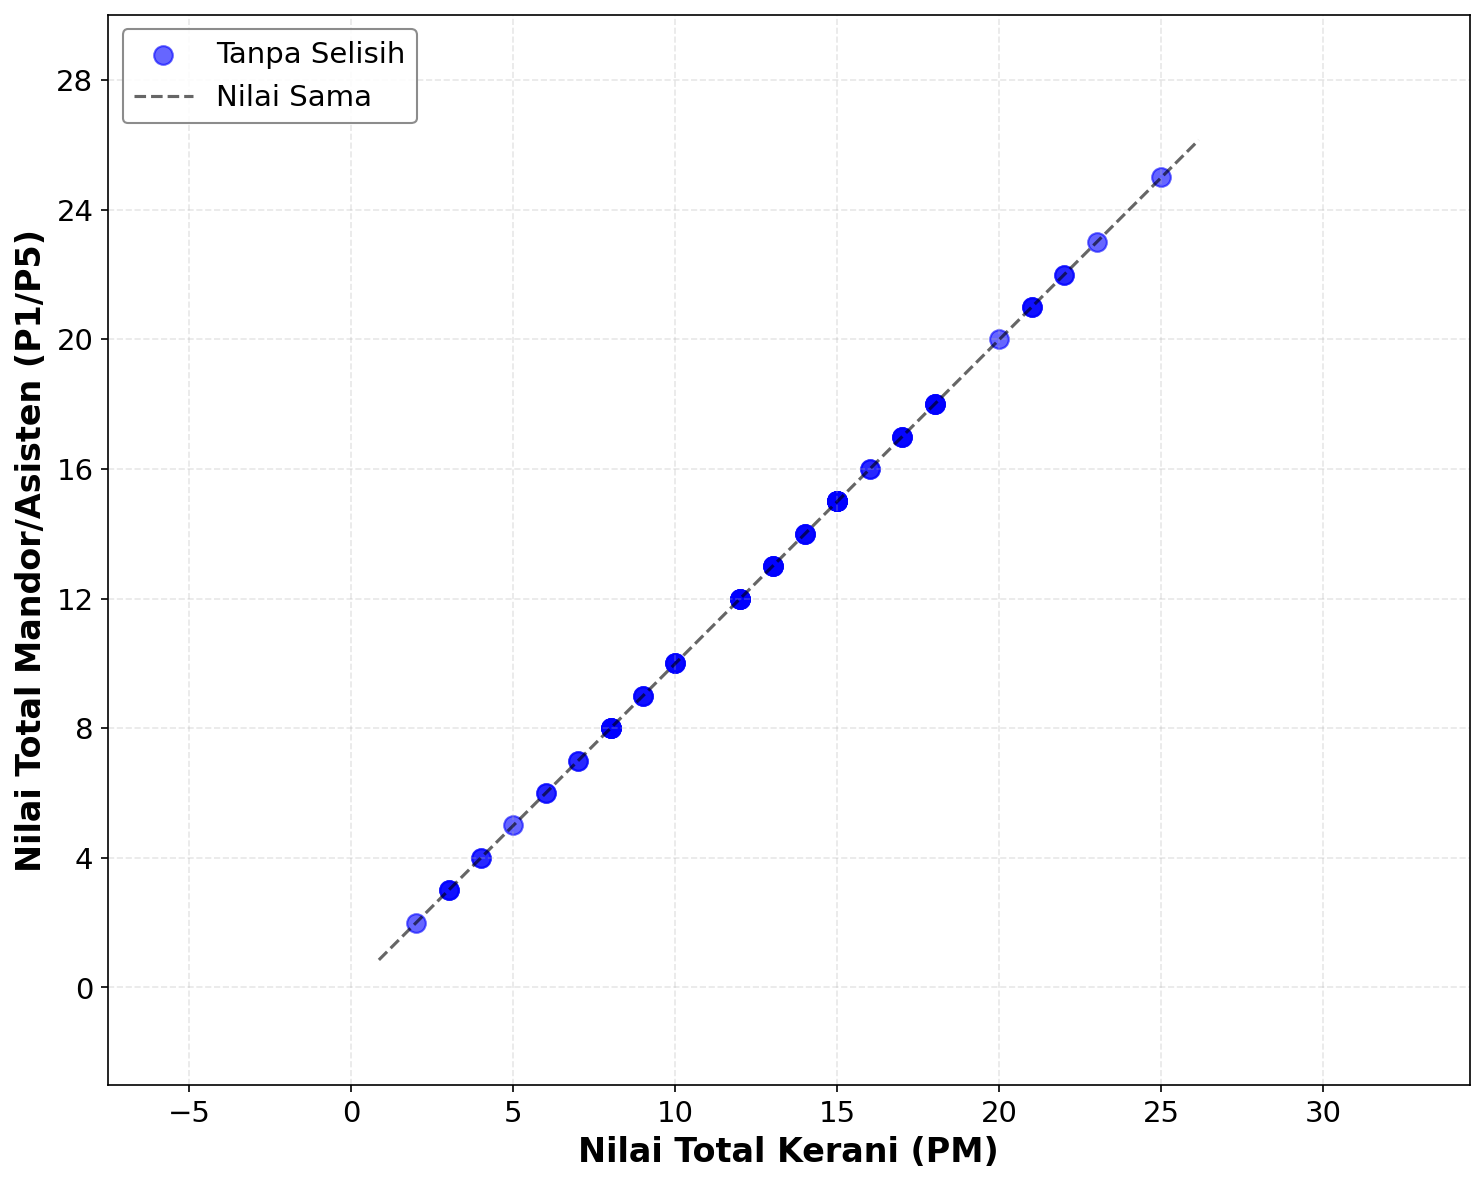 Tanpa Selisih
Nilai Sama
28
24
20
16
12
8
4
0
Nilai Total Mandor/Asisten (P1/P5)
−5 0 5 10 15 20 25 30
Nilai Total Kerani (PM)